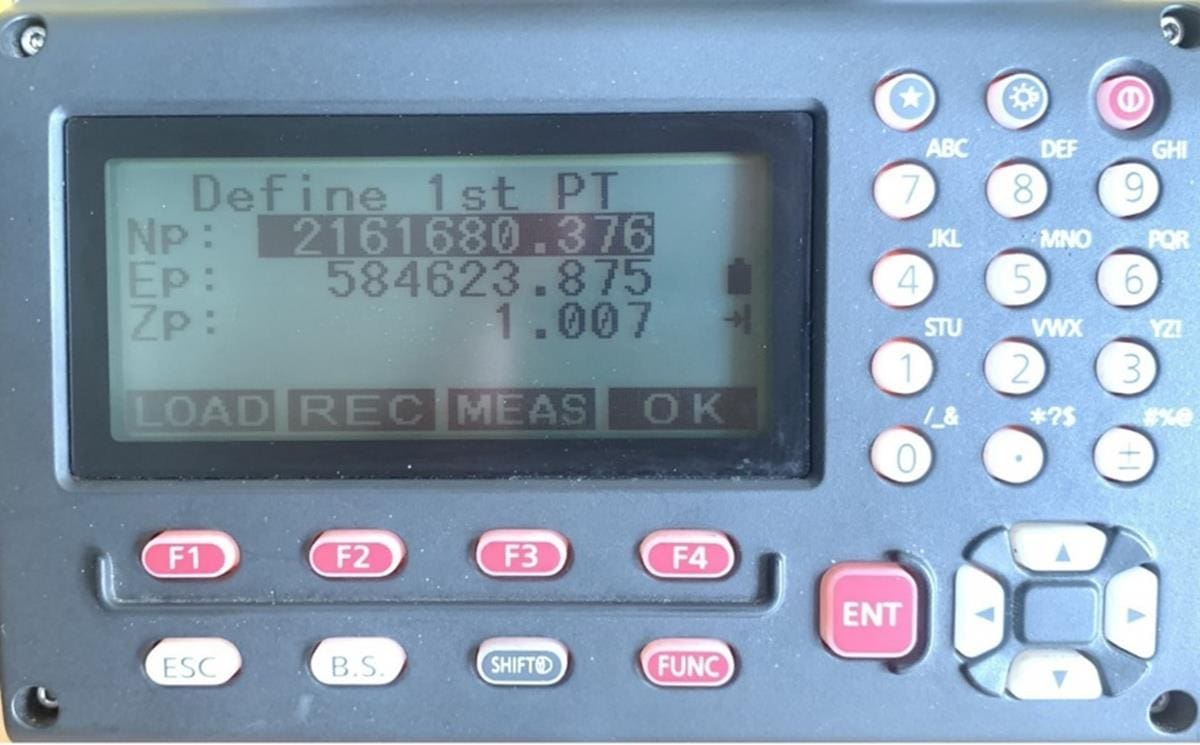 Define 1st PT
Np: 2161680.376
Ep: 584623.875
Zp: 1.007
LOAD REC MEAS OK
ABC DEF GHI
7 8 9
JKL MNO PQR
4 5 6
STU VWX YZ!
1 2 3
/_& *?$ #%@
0 . ±
F1 F2 F3 F4
ENT
ESC B.S. SHIFT FUNC